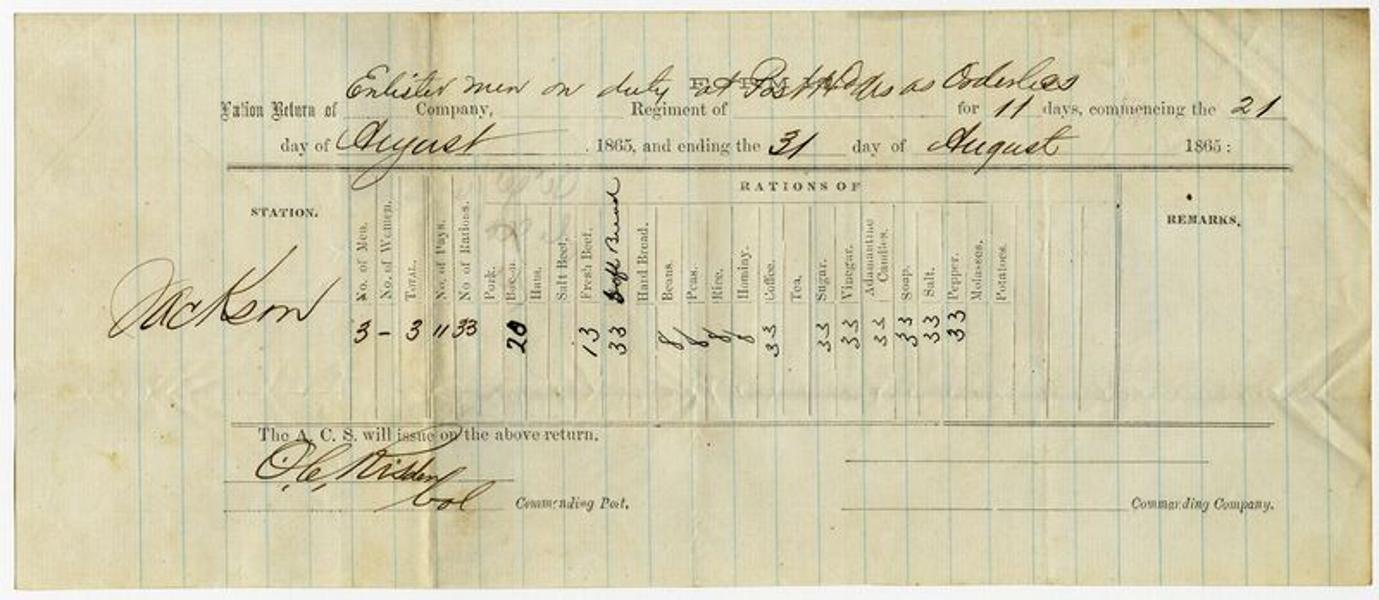 Enlisted men on duty at Post Hdqrs as Orderlies
Ration Return of Company, Regiment of for 11 days, commencing the 21
day of August 1865, and ending the 31 day of August 1865:
RATIONS OF
STATION.
No. of Men.
No. of Women.
TOTAL.
No. of Days.
No of Rations.
Pork.
Bacon.
Ham.
Salt Beef.
Fresh Beef.
Soft Bread
Hard Bread.
Beans.
Peas.
Rice.
Hominy.
Coffee.
Tea.
Sugar.
Vinegar.
Adamantine Candles.
Soap.
Salt.
Pepper.
Molasses.
Potatoes.
REMARKS.
Jackson 3 - 3 11 33 20 13 33 8 8 8 8 33 33 33 33 33 33 33
The A. C. S. will issue on the above return.
O.C. Risdon
Col Commending Post.
Commanding Company.